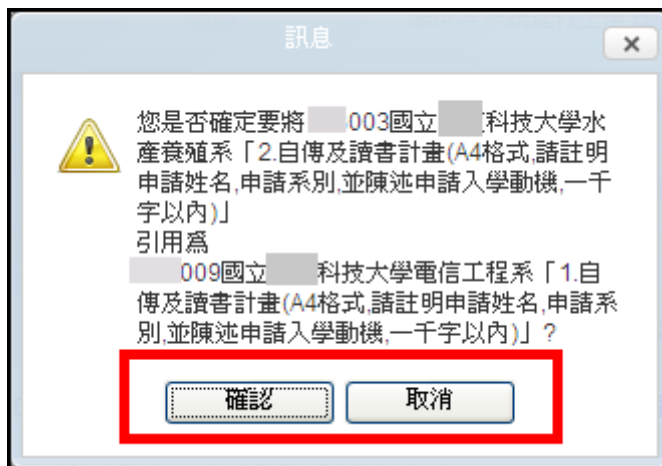 訊息
您是否確定要將 003國立 科技大學水
產養殖系「2.自傳及讀書計畫(A4格式,請註明
申請姓名,申請系別,並陳述申請入學動機,一千
字以內)」
引用為
009國立 科技大學電信工程系「1.自
傳及讀書計畫(A4格式,請註明申請姓名,申請系
別,並陳述申請入學動機,一千字以內)」?
確認 取消